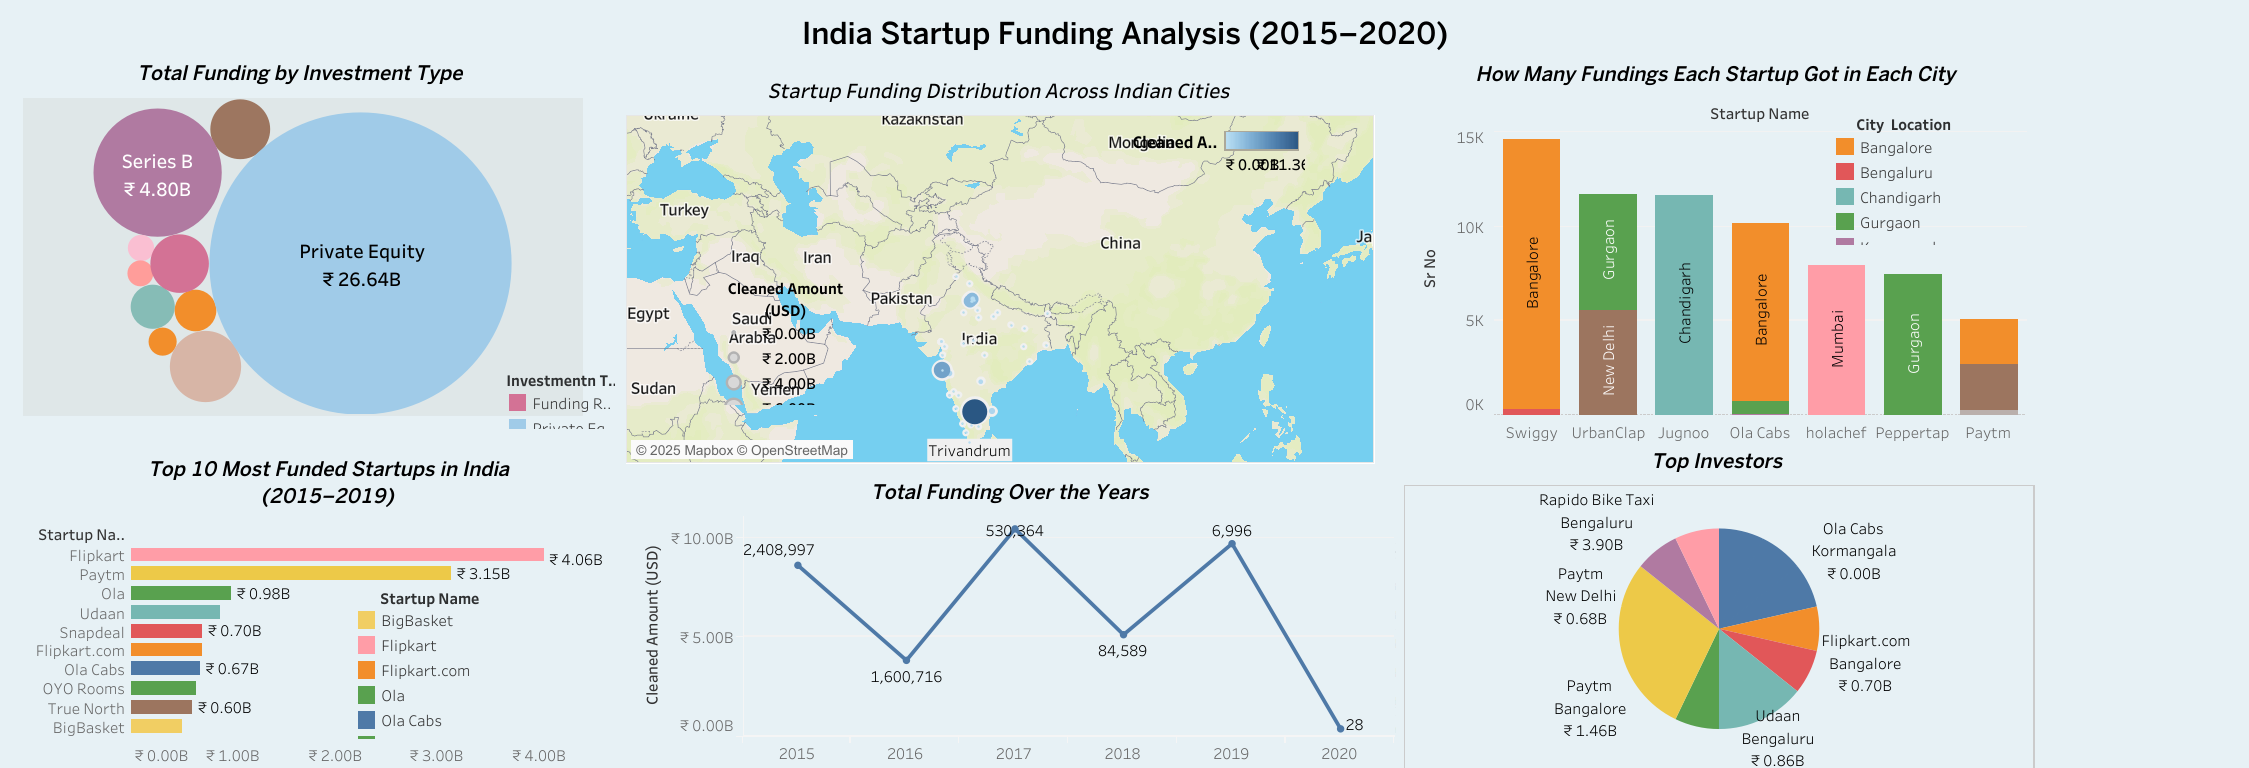 India Startup Funding Analysis (2015–2020)
Total Funding by Investment Type
Series B
₹ 4.80B
Private Equity
₹ 26.64B
Investmentn T..
Funding R..
Private Eq..
Startup Funding Distribution Across Indian Cities
Ukraine
Kazakhstan
Cleaned A..
₹ 0.00B
₹ 11.36
Turkey
China
Ja
Iraq
Iran
Pakistan
Cleaned Amount
(USD)
Egypt
Saudi
Arabia
₹ 0.00B
India
₹ 2.00B
Sudan
Yemen
₹ 4.00B
© 2025 Mapbox © OpenStreetMap
Trivandrum
How Many Fundings Each Startup Got in Each City
Startup Name
City Location
Bangalore
Bengaluru
Chandigarh
Gurgaon
Sr No
15K
10K
5K
0K
Bangalore
Gurgaon
New Delhi
Chandigarh
Bangalore
Mumbai
Gurgaon
Swiggy
UrbanClap
Jugnoo
Ola Cabs
holachef
Peppertap
Paytm
Top 10 Most Funded Startups in India
(2015–2019)
Startup Na..
Flipkart
₹ 4.06B
Paytm
₹ 3.15B
Ola
₹ 0.98B
Udaan
Snapdeal
₹ 0.70B
Flipkart.com
Ola Cabs
₹ 0.67B
OYO Rooms
True North
₹ 0.60B
BigBasket
₹ 0.00B
₹ 1.00B
₹ 2.00B
₹ 3.00B
₹ 4.00B
Startup Name
BigBasket
Flipkart
Flipkart.com
Ola
Ola Cabs
Total Funding Over the Years
Cleaned Amount (USD)
₹ 10.00B
₹ 5.00B
₹ 0.00B
2,408,997
1,600,716
530,364
84,589
6,996
28
2015
2016
2017
2018
2019
2020
Top Investors
Rapido Bike Taxi
Bengaluru
₹ 3.90B
Ola Cabs
Kormangala
₹ 0.00B
Paytm
New Delhi
₹ 0.68B
Flipkart.com
Bangalore
₹ 0.70B
Paytm
Bangalore
₹ 1.46B
Udaan
Bengaluru
₹ 0.86B